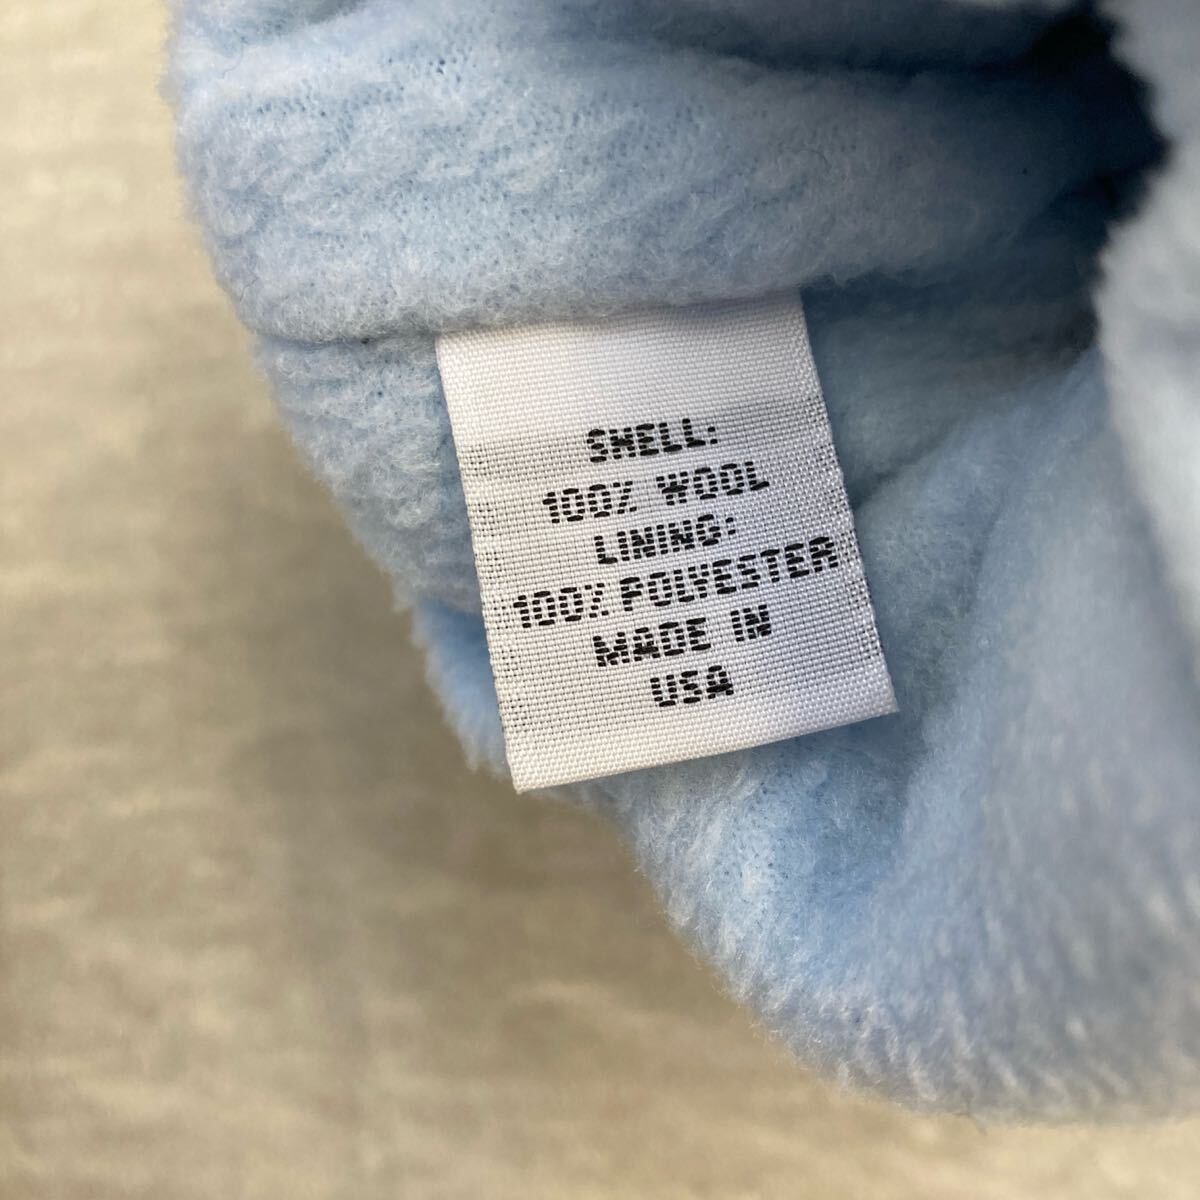 SHELL:
100% WOOL
LINING:
100% POLYESTER
MADE IN
USA